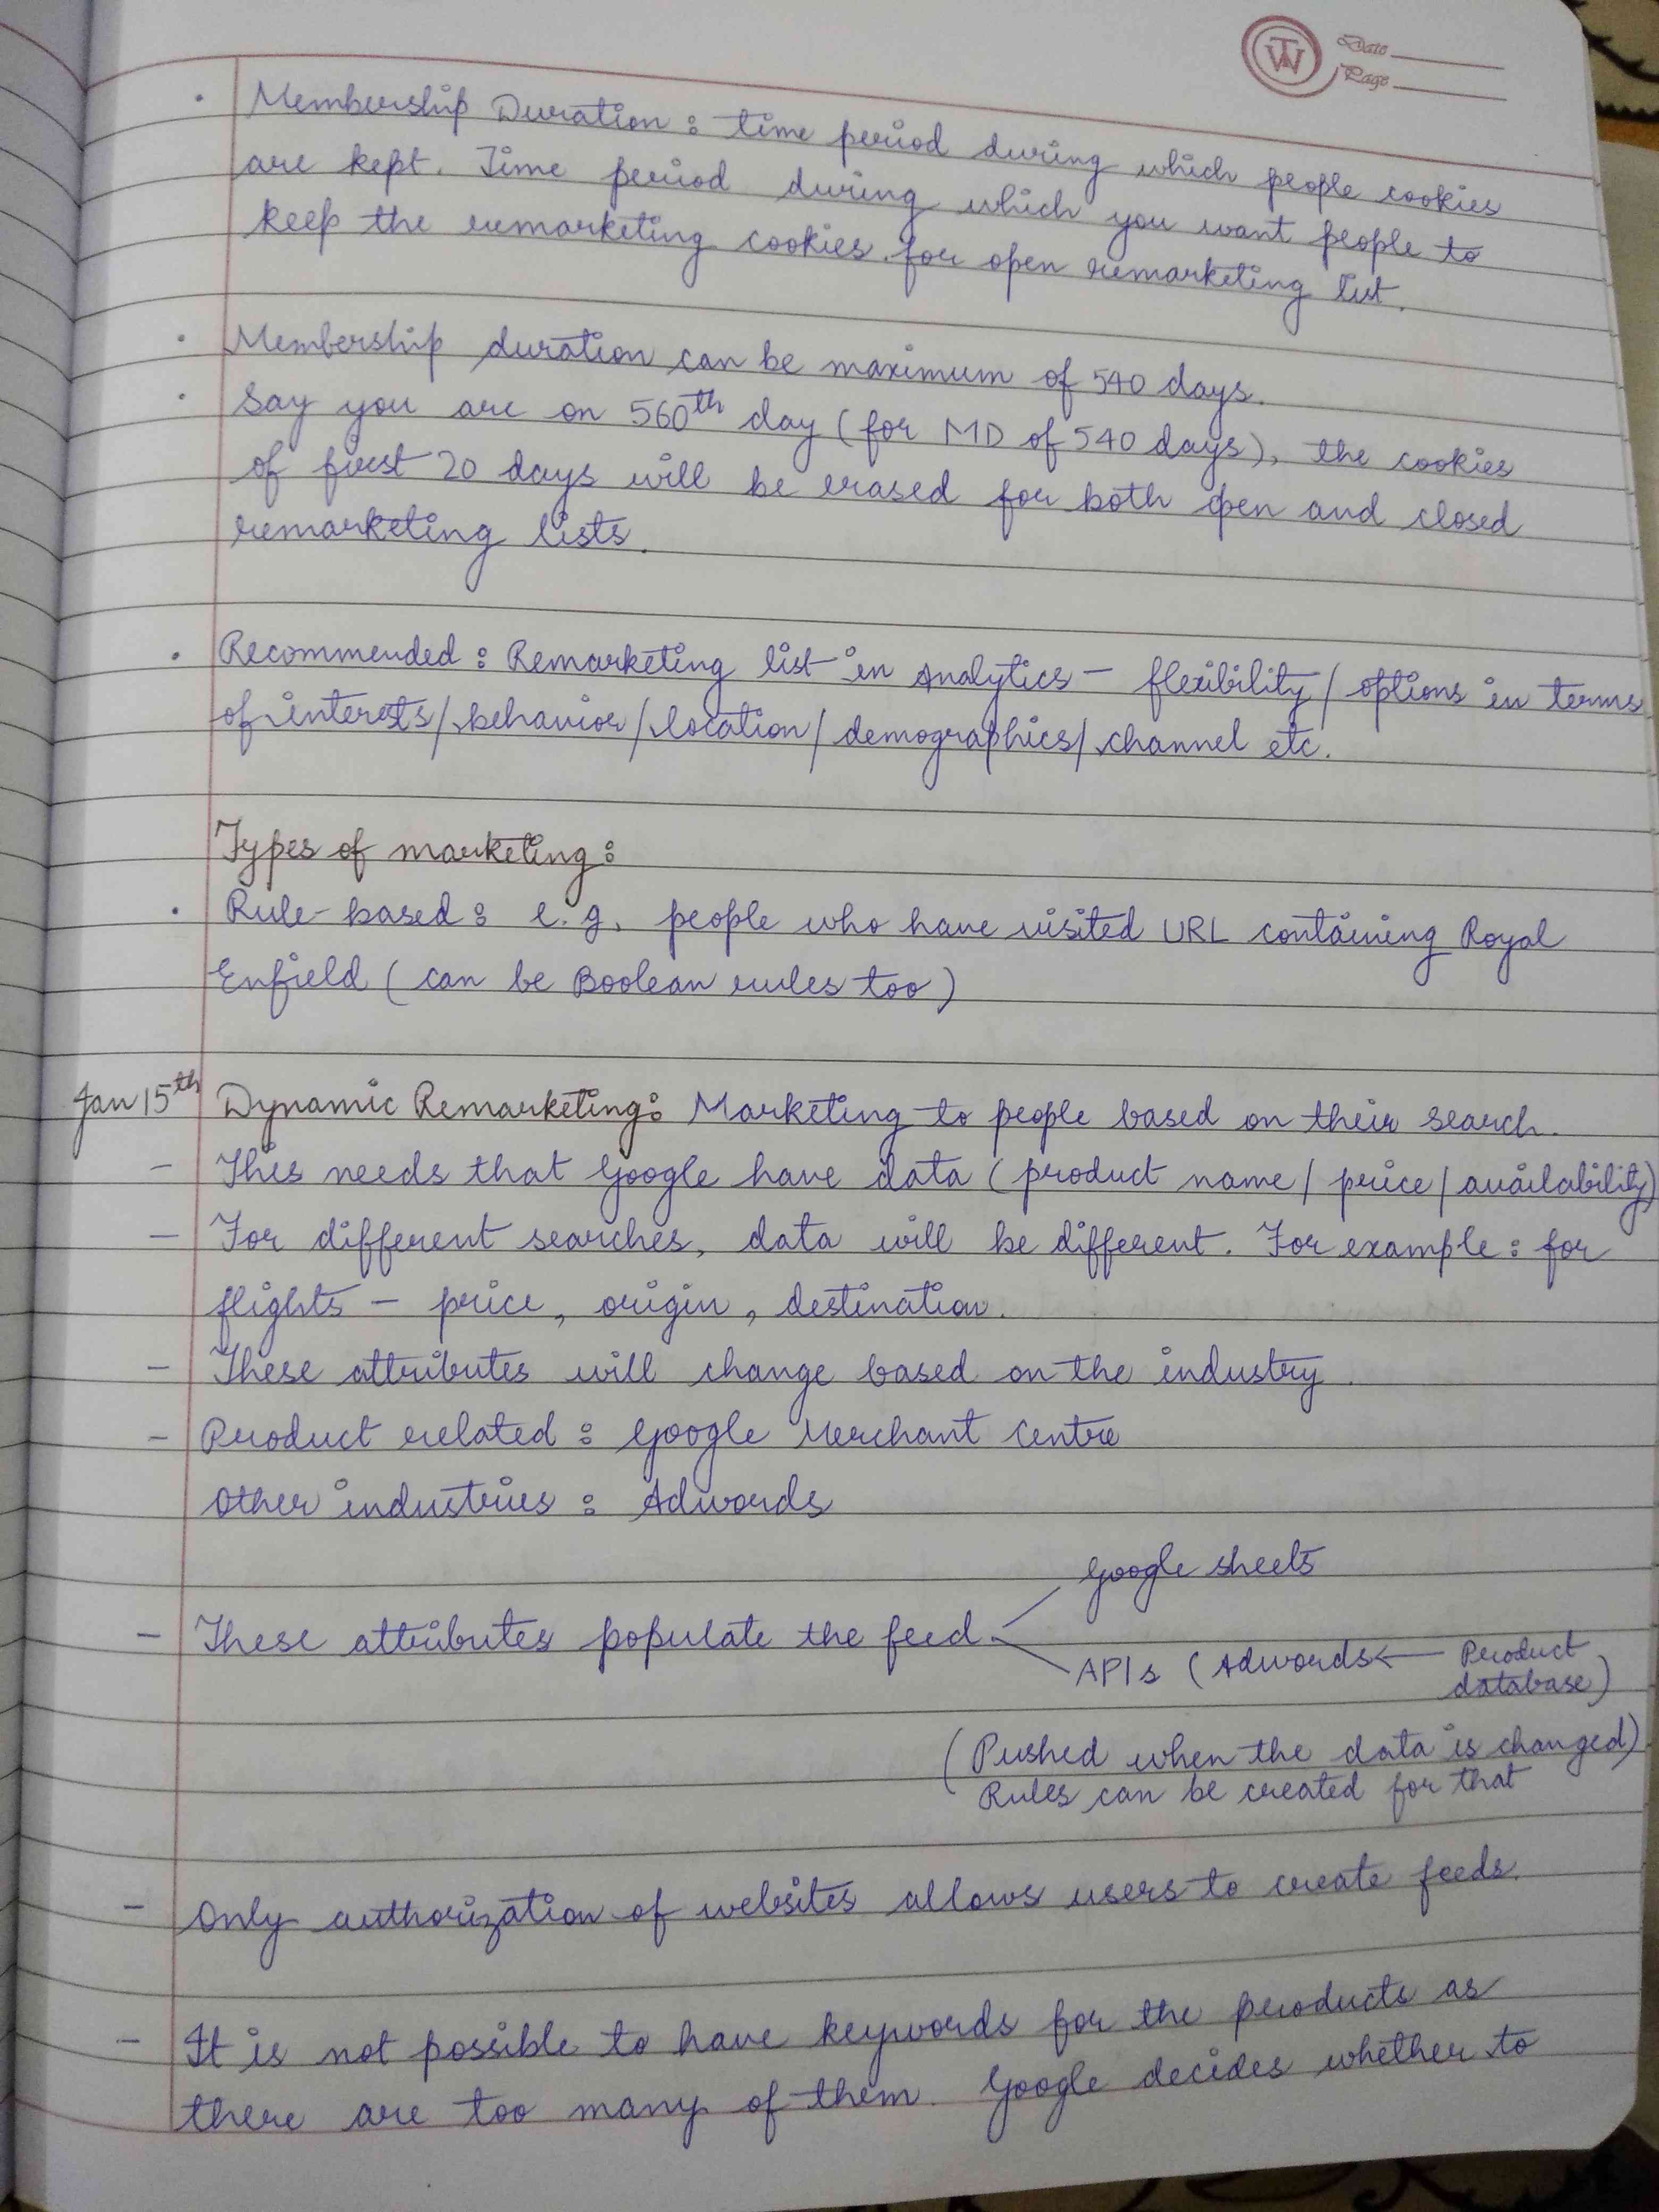 Date
Page
• Membership Duration : time period during which people cookies
are kept. Time period during which you want people to
keep the remarketing cookies for open remarketing list.
• Membership duration can be maximum of 540 days.
• Say you are on 560th day (for MD of 540 days), the cookies
of first 20 days will be erased for both open and closed
remarketing lists.
• Recommended : Remarketing list in Analytics - flexibility / options in terms
of interests / behavior / location / demographics / channel etc.
Types of marketing :
• Rule-based : e.g. people who have visited URL containing Royal
Enfield (can be Boolean rules too)
Jan 15th Dynamic Remarketing : Marketing to people based on their search.
- This needs that Google have data (product name / price / availability)
- For different searches, data will be different. For example : for
flights - price, origin, destination.
- These attributes will change based on the industry.
- Product related : Google Merchant Centre
Other industries : Adwords
Google sheets
- These attributes populate the feed
APIs (Adwords ← Product
database)
(Pushed when the data is changed)
Rules can be created for that
- Only authorization of websites allows users to create feeds.
- It is not possible to have keywords for the products as
there are too many of them. Google decides whether to